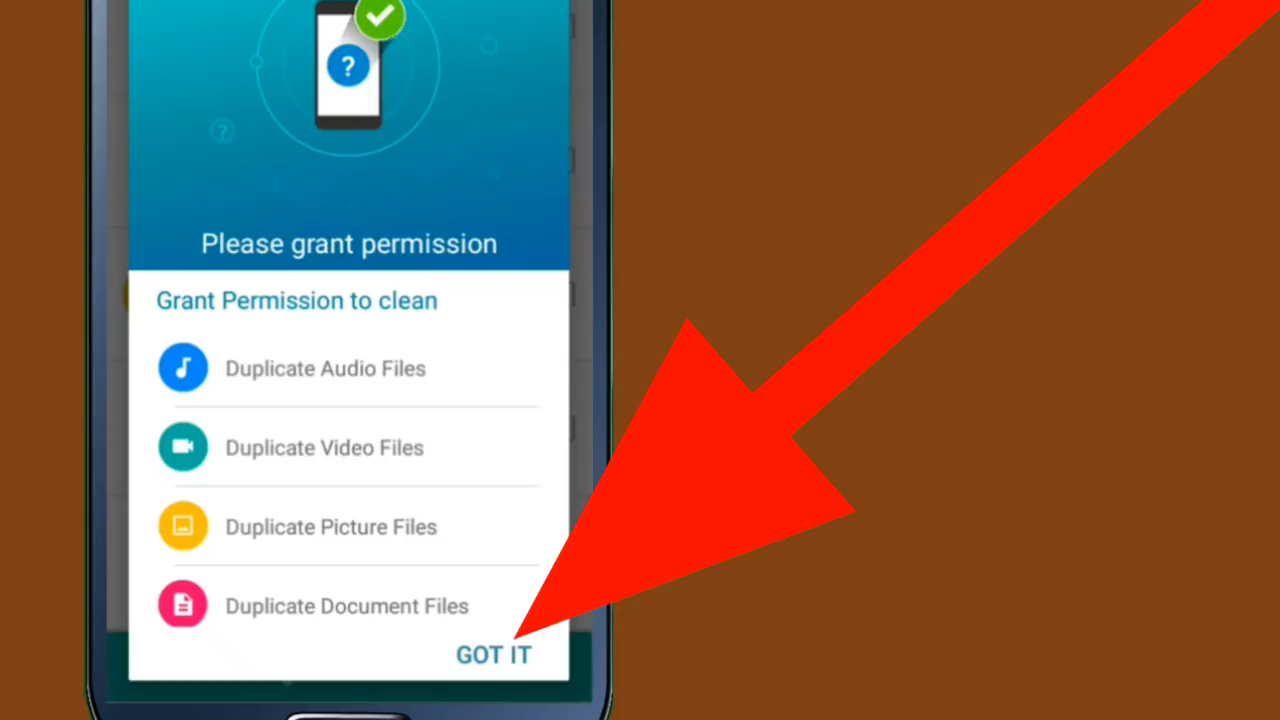 ?
?
Please grant permission
Grant Permission to clean
Duplicate Audio Files
Duplicate Video Files
Duplicate Picture Files
Duplicate Document Files
GOT IT